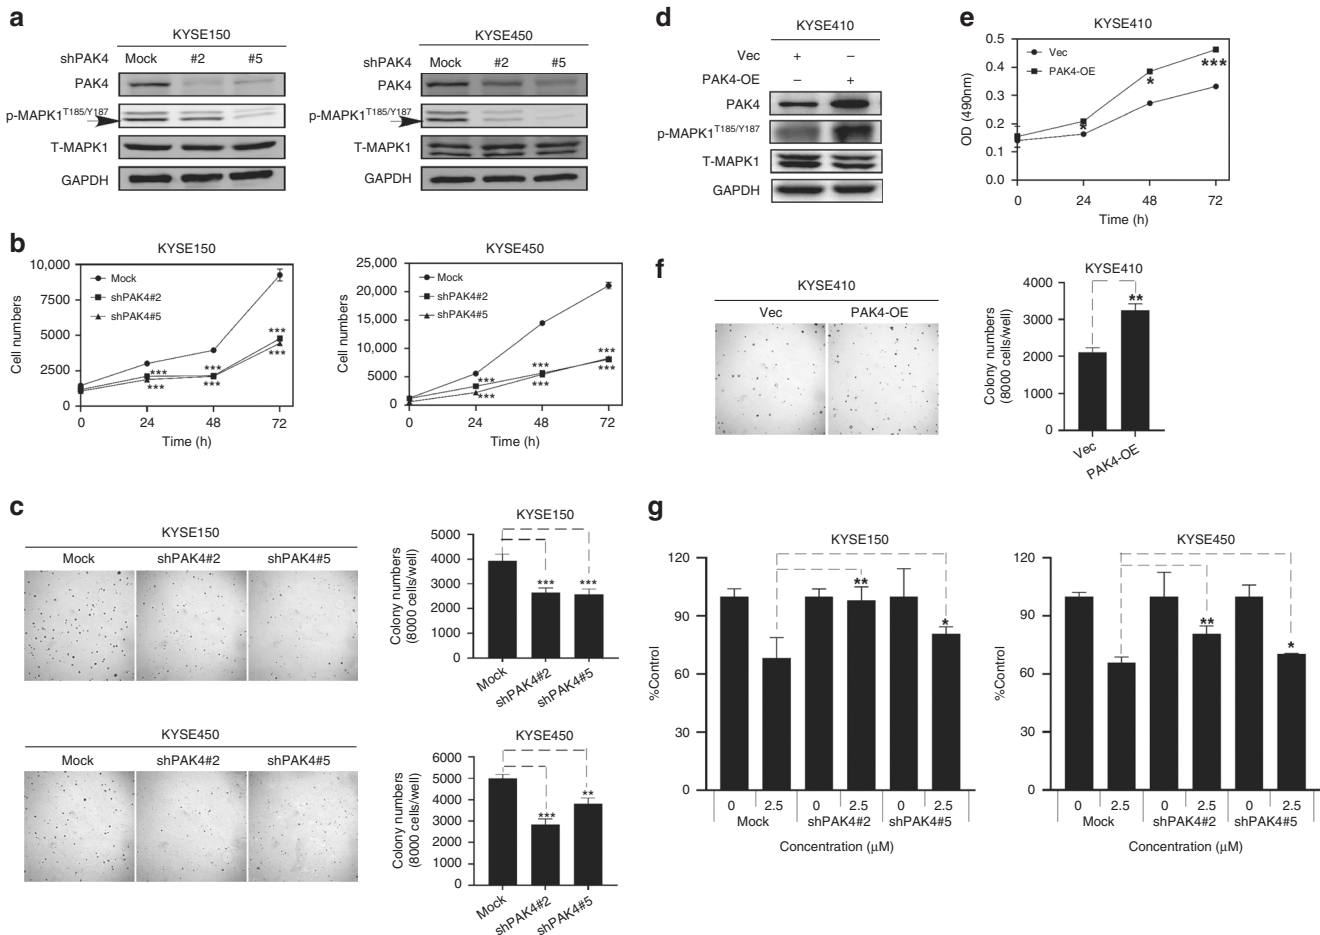 a
KYSE150
shPAK4 Mock #2 #5
PAK4
p-MAPK1T185/Y187
T-MAPK1
GAPDH
KYSE450
shPAK4 Mock #2 #5
PAK4
p-MAPK1T185/Y187
T-MAPK1
GAPDH
b
KYSE150
Cell numbers
10,000
7500
5000
2500
0
Mock
shPAK4#2
shPAK4#5
***
***
***
***
***
***
0 24 48 72
Time (h)
KYSE450
Cell numbers
25,000
20,000
15,000
10,000
5000
0
Mock
shPAK4#2
shPAK4#5
***
***
***
***
***
***
0 24 48 72
Time (h)
c
KYSE150
Mock shPAK4#2 shPAK4#5
KYSE150
Colony numbers
(8000 cells/well)
5000
4000
3000
2000
1000
0
*** ***
Mock shPAK4#2 shPAK4#5
KYSE450
Mock shPAK4#2 shPAK4#5
KYSE450
Colony numbers
(8000 cells/well)
6000
5000
4000
3000
2000
1000
0
*** **
Mock shPAK4#2 shPAK4#5
d
KYSE410
Vec + –
PAK4-OE – +
PAK4
p-MAPK1T185/Y187
T-MAPK1
GAPDH
e
KYSE410
OD (490nm)
0.5
0.4
0.3
0.2
0.1
0.0
Vec
PAK4-OE
*
*
***
0 24 48 72
Time (h)
f
KYSE410
Vec PAK4-OE
KYSE410
Colony numbers
(8000 cells/well)
4000
3000
2000
1000
0
**
Vec PAK4-OE
g
KYSE150
%Control
120
90
60
30
0
**
*
0 2.5 0 2.5 0 2.5
Mock shPAK4#2 shPAK4#5
Concentration (μM)
KYSE450
%Control
120
90
60
30
0
**
*
0 2.5 0 2.5 0 2.5
Mock shPAK4#2 shPAK4#5
Concentration (μM)